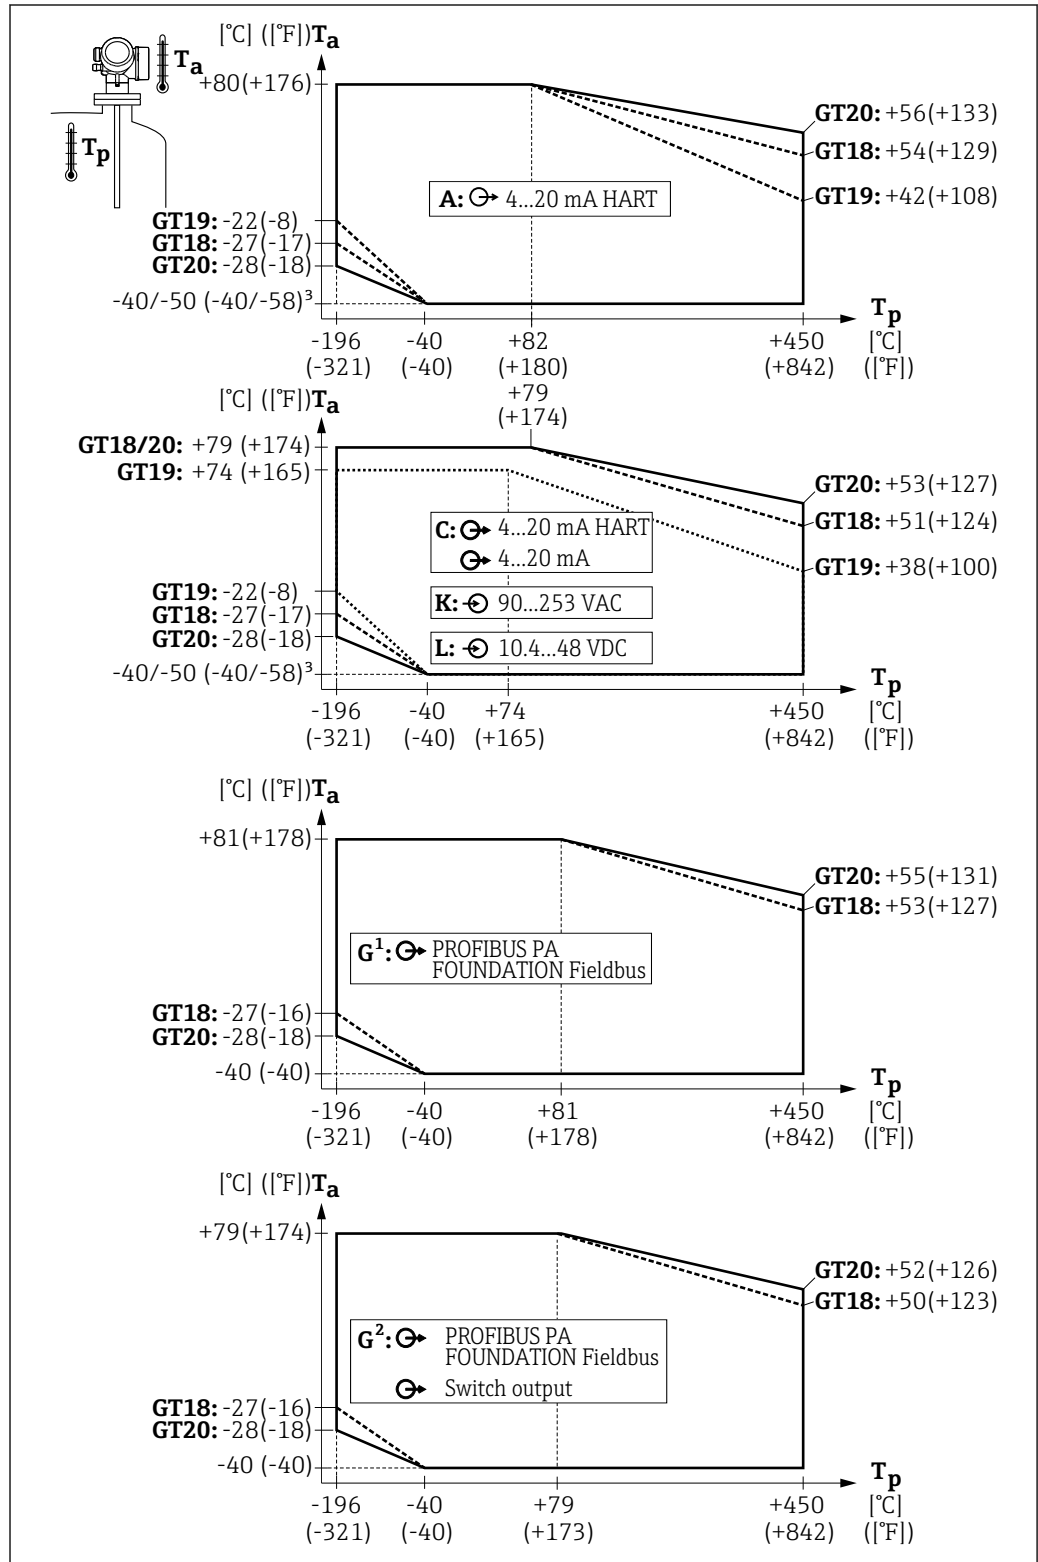 [°C] ([°F])Ta
Ta
Tp
+80(+176)
GT20: +56(+133)
GT18: +54(+129)
GT19: +42(+108)
A: 4...20 mA HART
GT19: -22(-8)
GT18: -27(-17)
GT20: -28(-18)
-40/-50 (-40/-58)³
Tp
-196 -40 +82 +450 [°C]
(-321) (-40) (+180) (+842) ([°F])
+79
(+174)
[°C] ([°F])Ta
GT18/20: +79 (+174)
GT19: +74 (+165)
GT20: +53(+127)
GT18: +51(+124)
GT19: +38(+100)
C: 4...20 mA HART
4...20 mA
K: 90...253 VAC
L: 10.4...48 VDC
GT19: -22(-8)
GT18: -27(-17)
GT20: -28(-18)
-40/-50 (-40/-58)³
Tp
-196 -40 +74 +450 [°C]
(-321) (-40) (+165) (+842) ([°F])
[°C] ([°F])Ta
+81(+178)
GT20: +55(+131)
GT18: +53(+127)
G¹: PROFIBUS PA
FOUNDATION Fieldbus
GT18: -27(-16)
GT20: -28(-18)
-40 (-40)
Tp
-196 -40 +81 +450 [°C]
(-321) (-40) (+178) (+842) ([°F])
[°C] ([°F])Ta
+79(+174)
GT20: +52(+126)
GT18: +50(+123)
G²: PROFIBUS PA
FOUNDATION Fieldbus
Switch output
GT18: -27(-16)
GT20: -28(-18)
-40 (-40)
Tp
-196 -40 +79 +450 [°C]
(-321) (-40) (+173) (+842) ([°F])